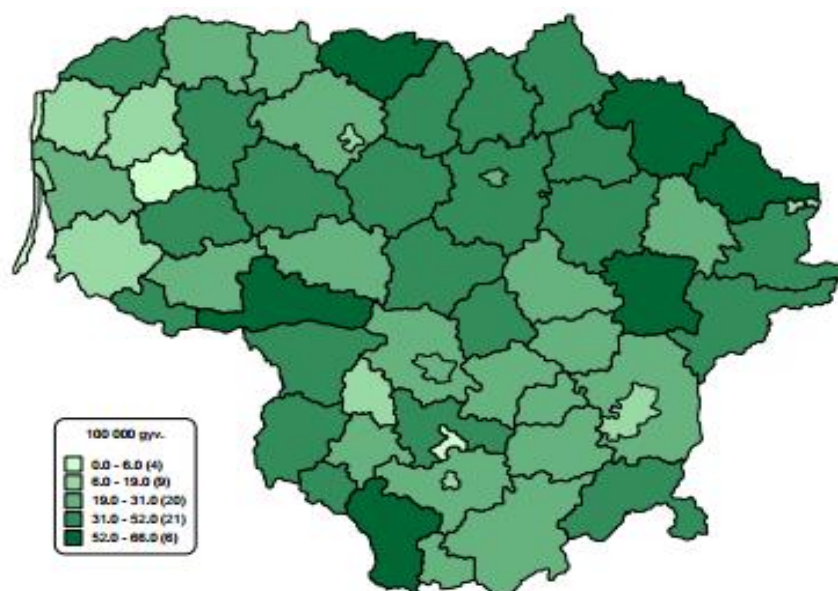 100 000 gyv.
0.0 - 6.0 (4)
6.0 - 19.0 (9)
19.0 - 31.0 (20)
31.0 - 52.0 (21)
52.0 - 66.0 (6)